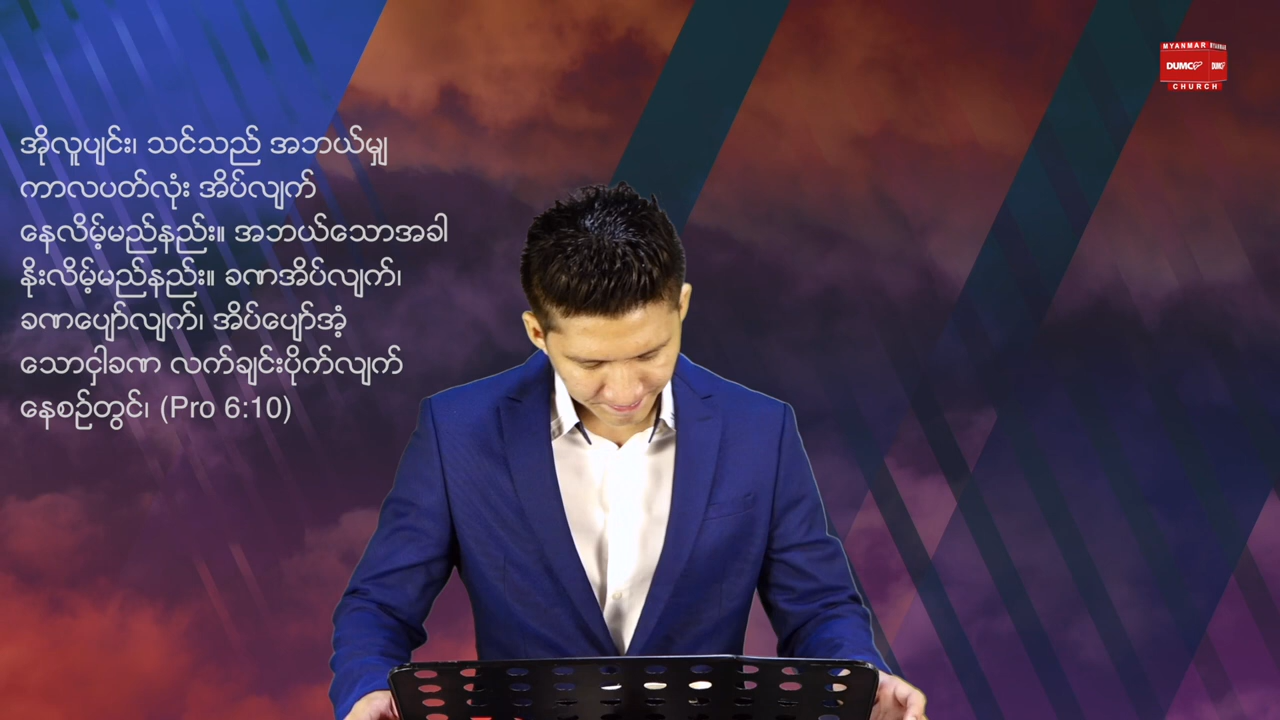 အိုလူပျင်း၊ သင်သည် အဘယ်မျှ
ကာလပတ်လုံး အိပ်လျက်
နေလိမ့်မည်နည်း။ အဘယ်သောအခါ
နိုးလိမ့်မည်နည်း။ ခဏအိပ်လျက်၊
ခဏပျော်လျက်၊ အိပ်ပျော်အံ့
သောငှါခဏ လက်ချင်းပိုက်လျက်
နေစဉ်တွင်၊ (Pro 6:10)
MYANMAR MYANMAR
DUMC DUMC
CHURCH